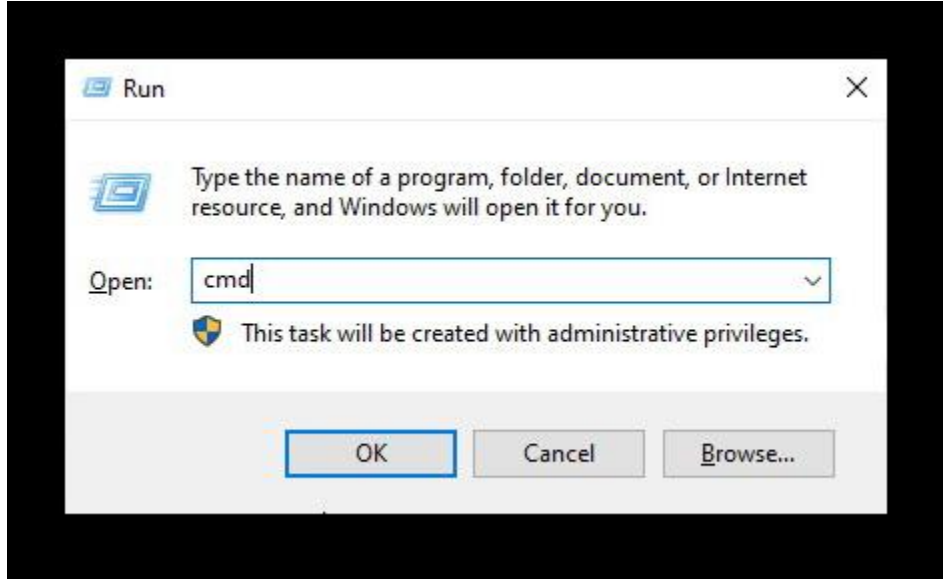 Run
Type the name of a program, folder, document, or Internet
resource, and Windows will open it for you.
Open: cmd
This task will be created with administrative privileges.
OK Cancel Browse...